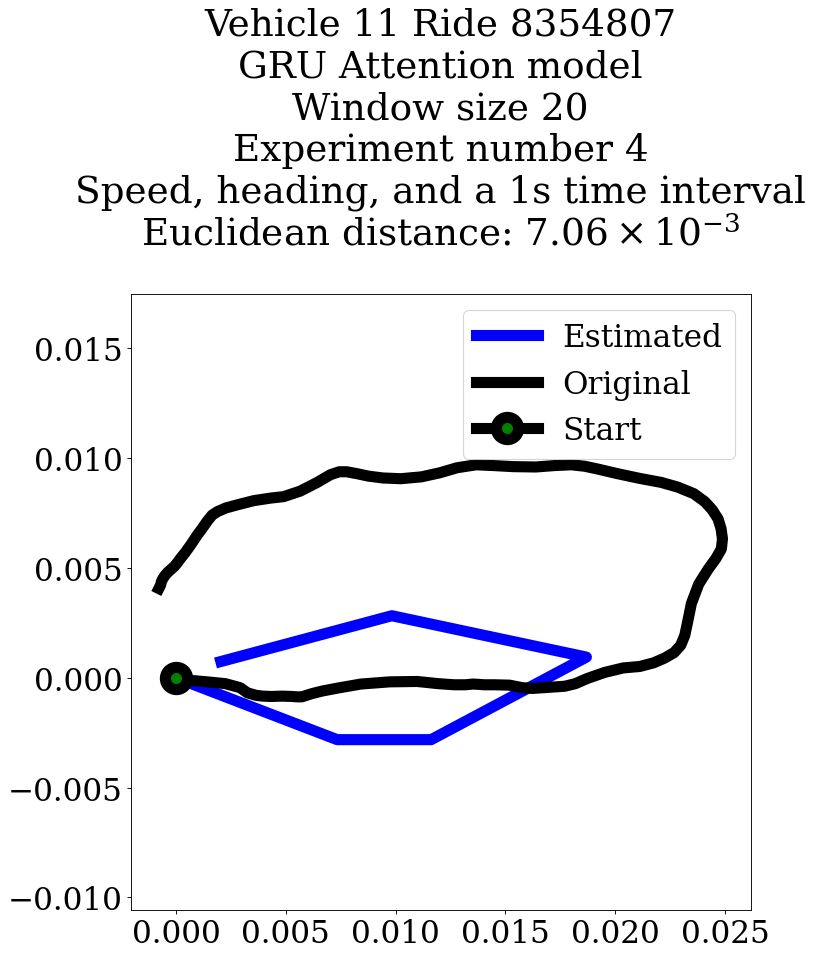 Vehicle 11 Ride 8354807
GRU Attention model
Window size 20
Experiment number 4
Speed, heading, and a 1s time interval
Euclidean distance: 7.06 × 10⁻³
Estimated
Original
Start
0.015
0.010
0.005
0.000
−0.005
−0.010
0.000 0.005 0.010 0.015 0.020 0.025